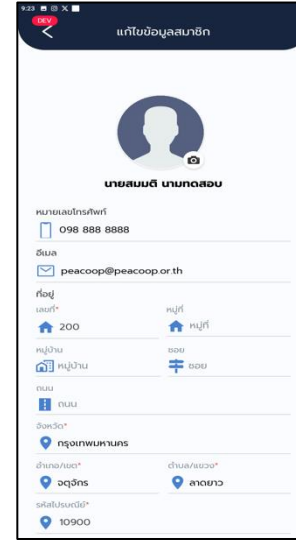 9:23
DEV
แก้ไขข้อมูลสมาชิก
นายสมมติ นามทดสอบ
หมายเลขโทรศัพท์
098 888 8888
อีเมล
peacoop@peacoop.or.th
ที่อยู่
เลขที่* หมู่ที่
200 หมู่ที่
หมู่บ้าน ซอย
หมู่บ้าน ซอย
ถนน
ถนน
จังหวัด*
กรุงเทพมหานคร
อำเภอ/เขต* ตำบล/แขวง*
จตุจักร ลาดยาว
รหัสไปรษณีย์*
10900